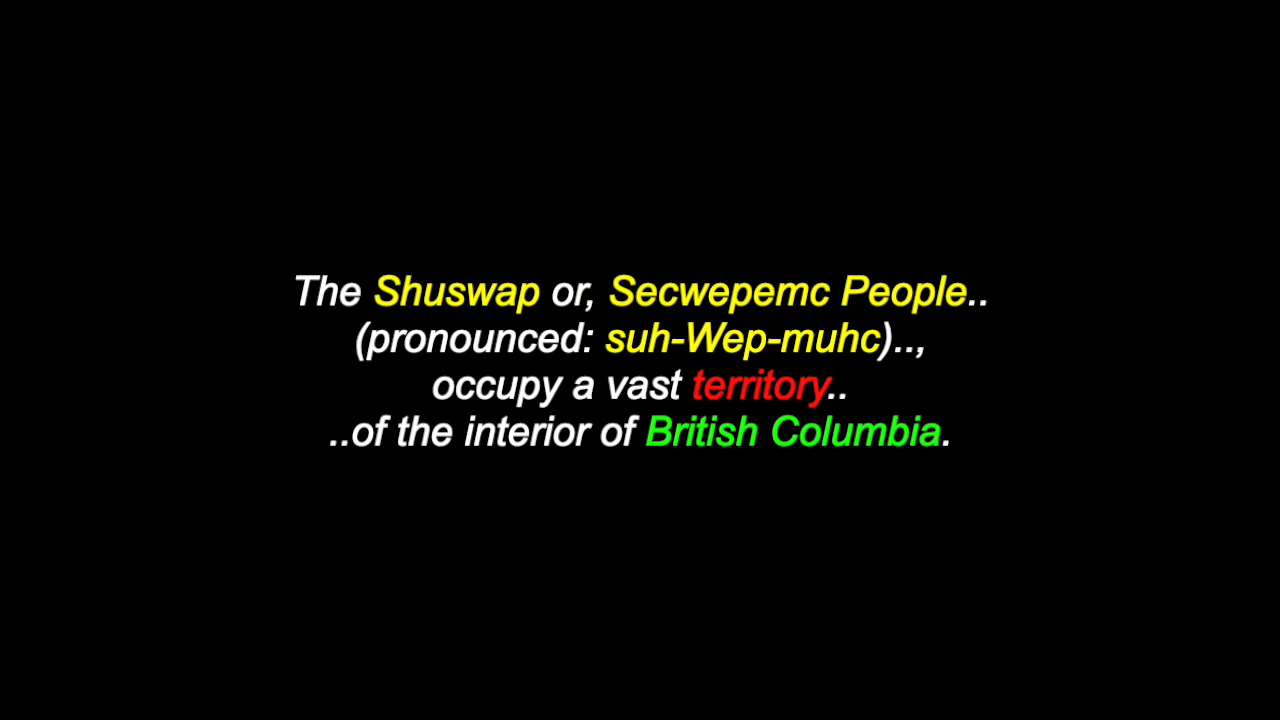 The Shuswap or, Secwepemc People..
(pronounced: suh-Wep-muhc)..,
occupy a vast territory..
..of the interior of British Columbia.